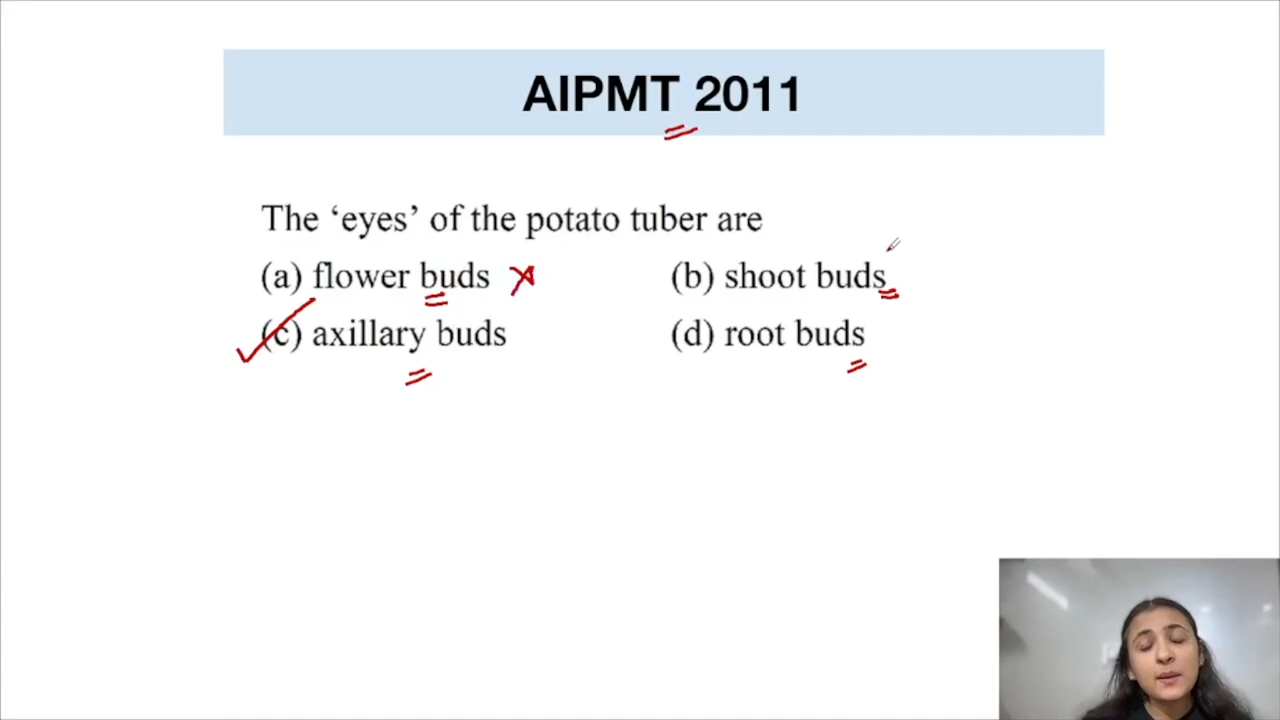 AIPMT 2011
The ‘eyes’ of the potato tuber are
(a) flower buds (b) shoot buds
(c) axillary buds (d) root buds